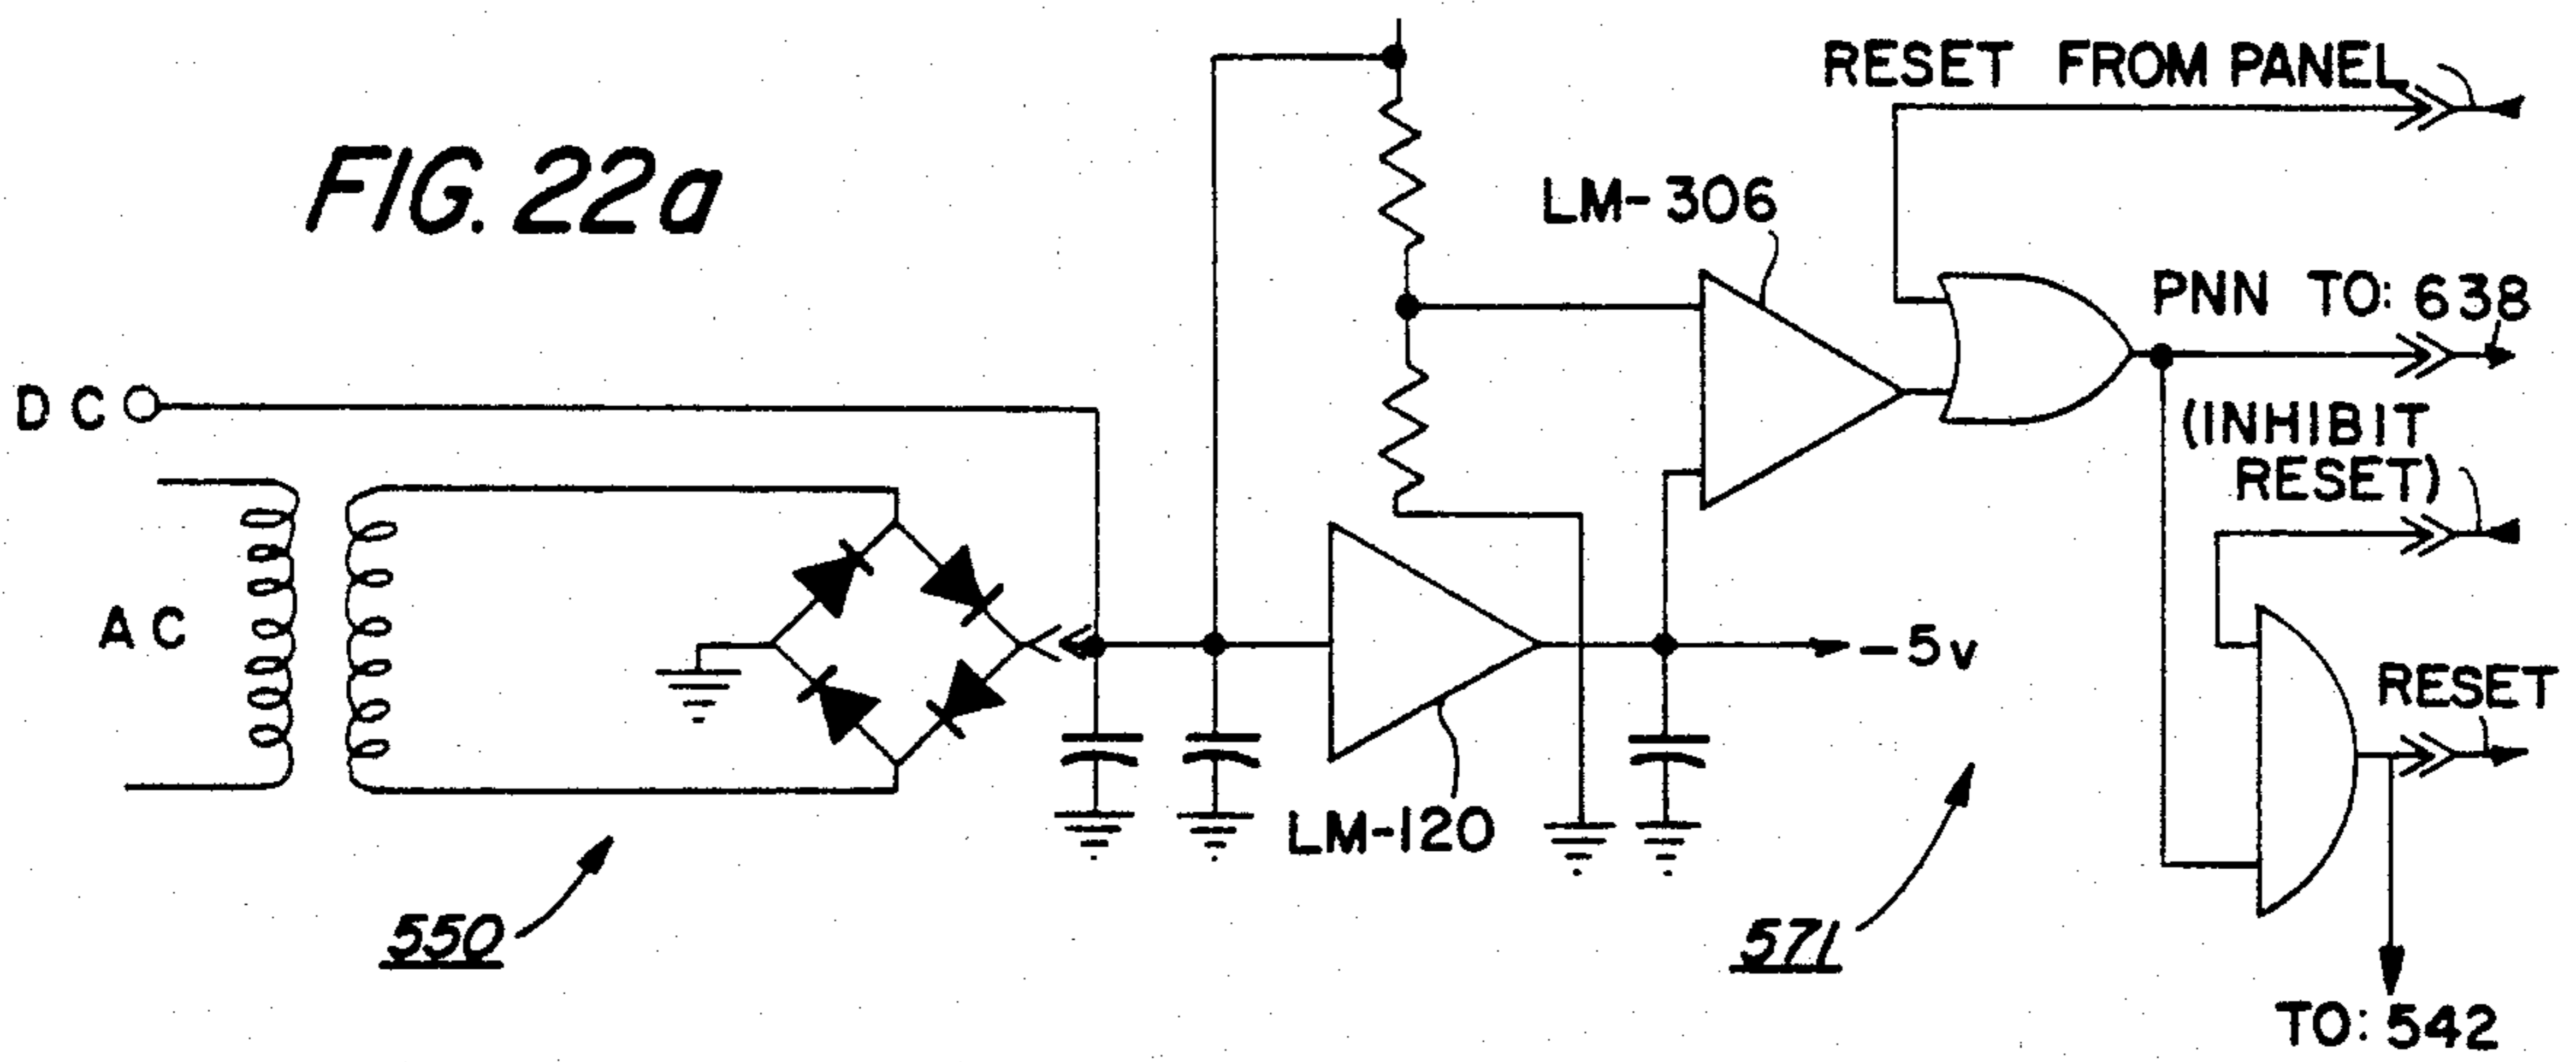 FIG. 22a
RESET FROM PANEL
LM-306
PNN TO: 638
DC
(INHIBIT
RESET)
AC
-5v
RESET
LM-120
550
571
TO: 542